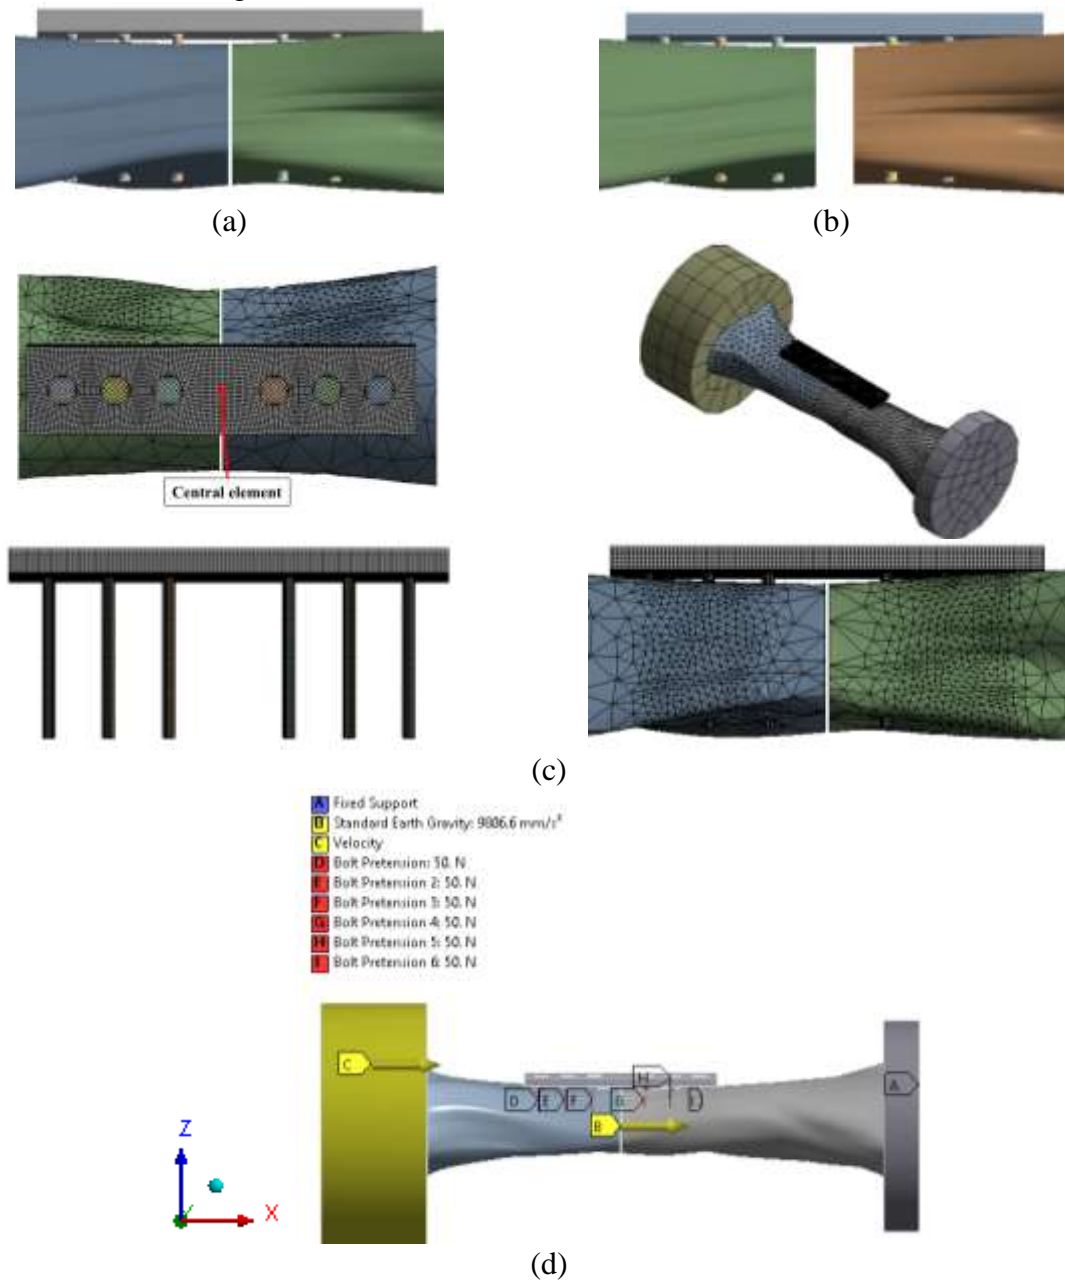 (a)
(b)
Central element
(c)
A Fixed Support
B Standard Earth Gravity: 9806.6 mm/s²
C Velocity
D Bolt Pretension: 50. N
E Bolt Pretension 2: 50. N
F Bolt Pretension 3: 50. N
G Bolt Pretension 4: 50. N
H Bolt Pretension 5: 50. N
I Bolt Pretension 6: 50. N
C
H
A
D E F G I
B
Z
Y X
(d)